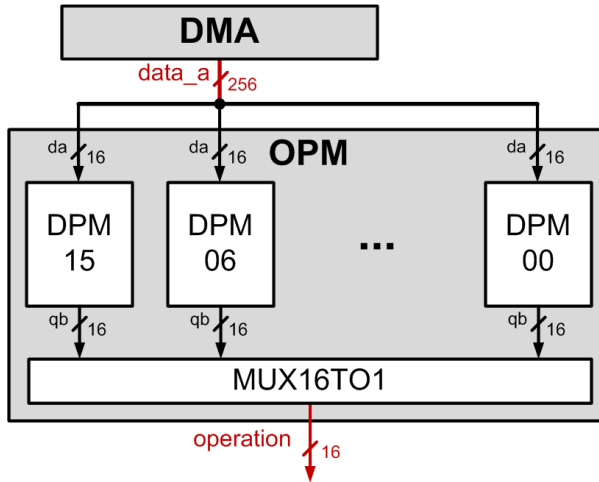 DMA
data_a
256
da 16
da 16
da 16
OPM
DPM
15
DPM
06
...
DPM
00
qb 16
qb 16
qb 16
MUX16TO1
operation
16